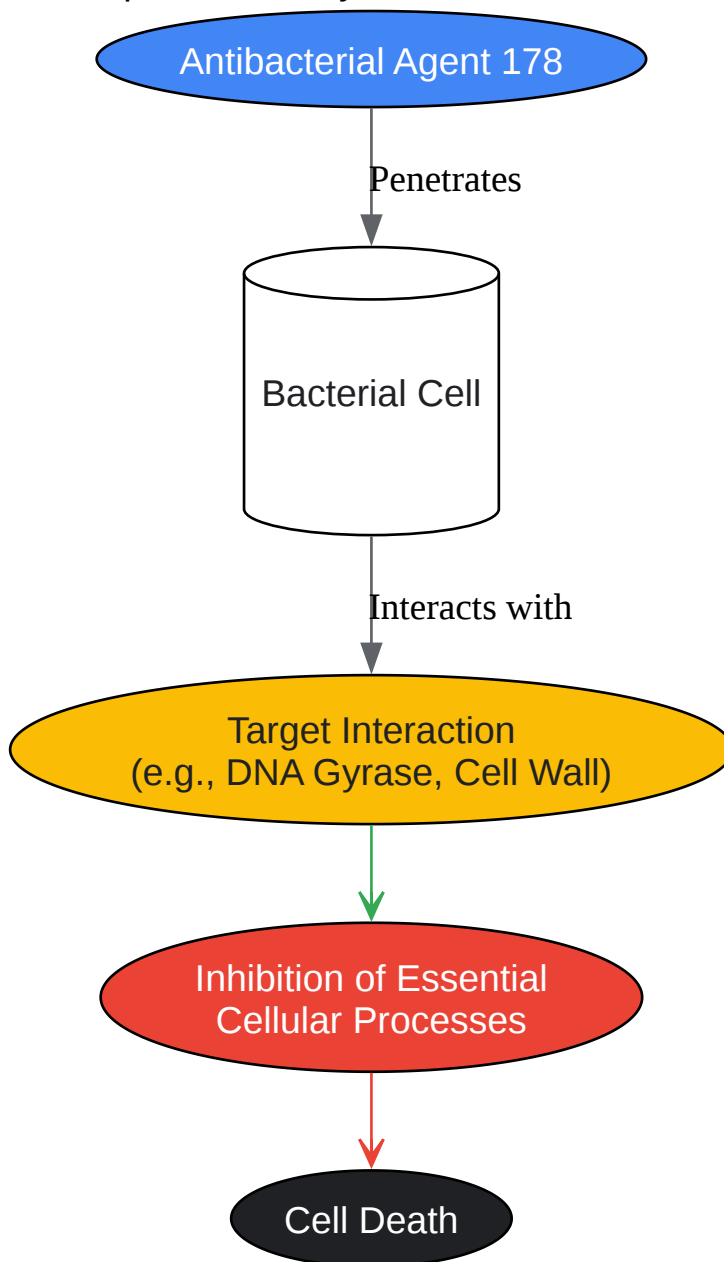 Antibacterial Agent 178
Penetrates
Bacterial Cell
Interacts with
Target Interaction
(e.g., DNA Gyrase, Cell Wall)
Inhibition of Essential
Cellular Processes
Cell Death